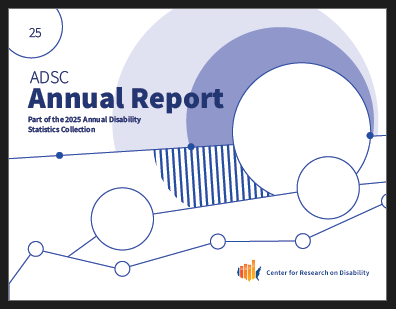 25
ADSC
Annual Report
Part of the 2025 Annual Disability
Statistics Collection
Center for Research on Disability